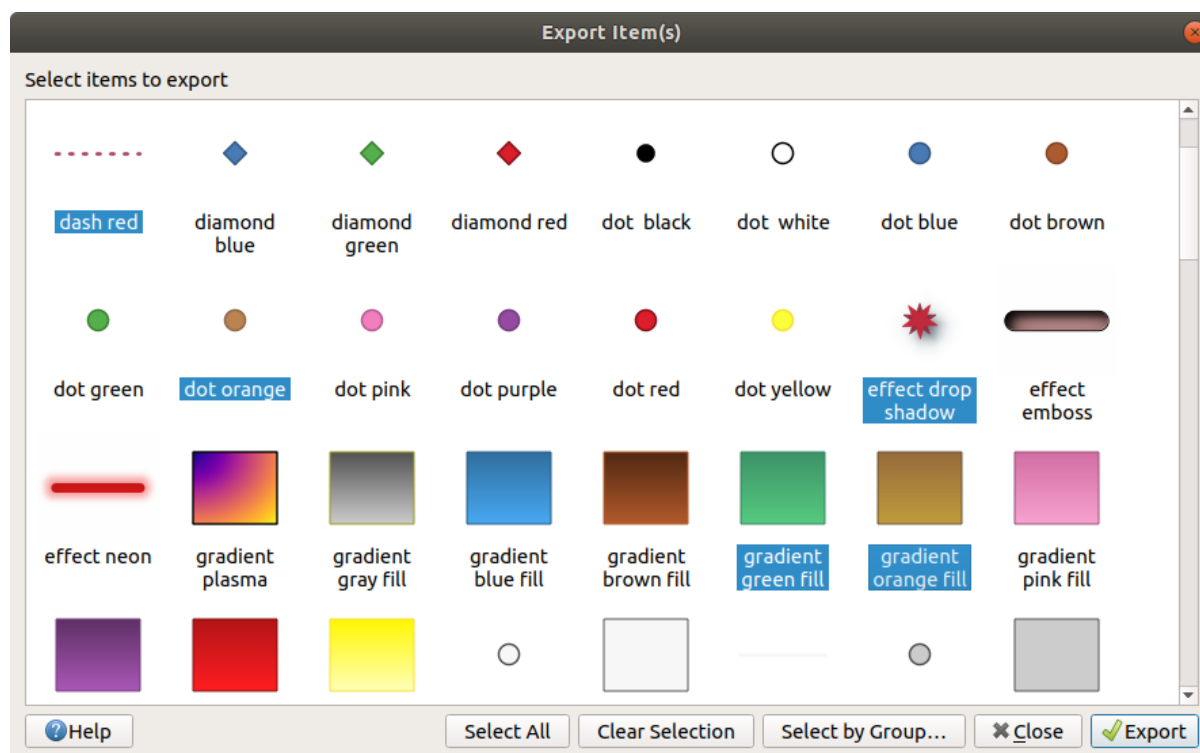 Export Item(s)
Select items to export
dash red
diamond
blue
diamond
green
diamond red
dot  black
dot  white
dot blue
dot brown
dot green
dot orange
dot pink
dot purple
dot red
dot yellow
effect drop
shadow
effect
emboss
effect neon
gradient
plasma
gradient
gray fill
gradient
blue fill
gradient
brown fill
gradient
green fill
gradient
orange fill
gradient
pink fill
Help
Select All
Clear Selection
Select by Group...
Close
Export